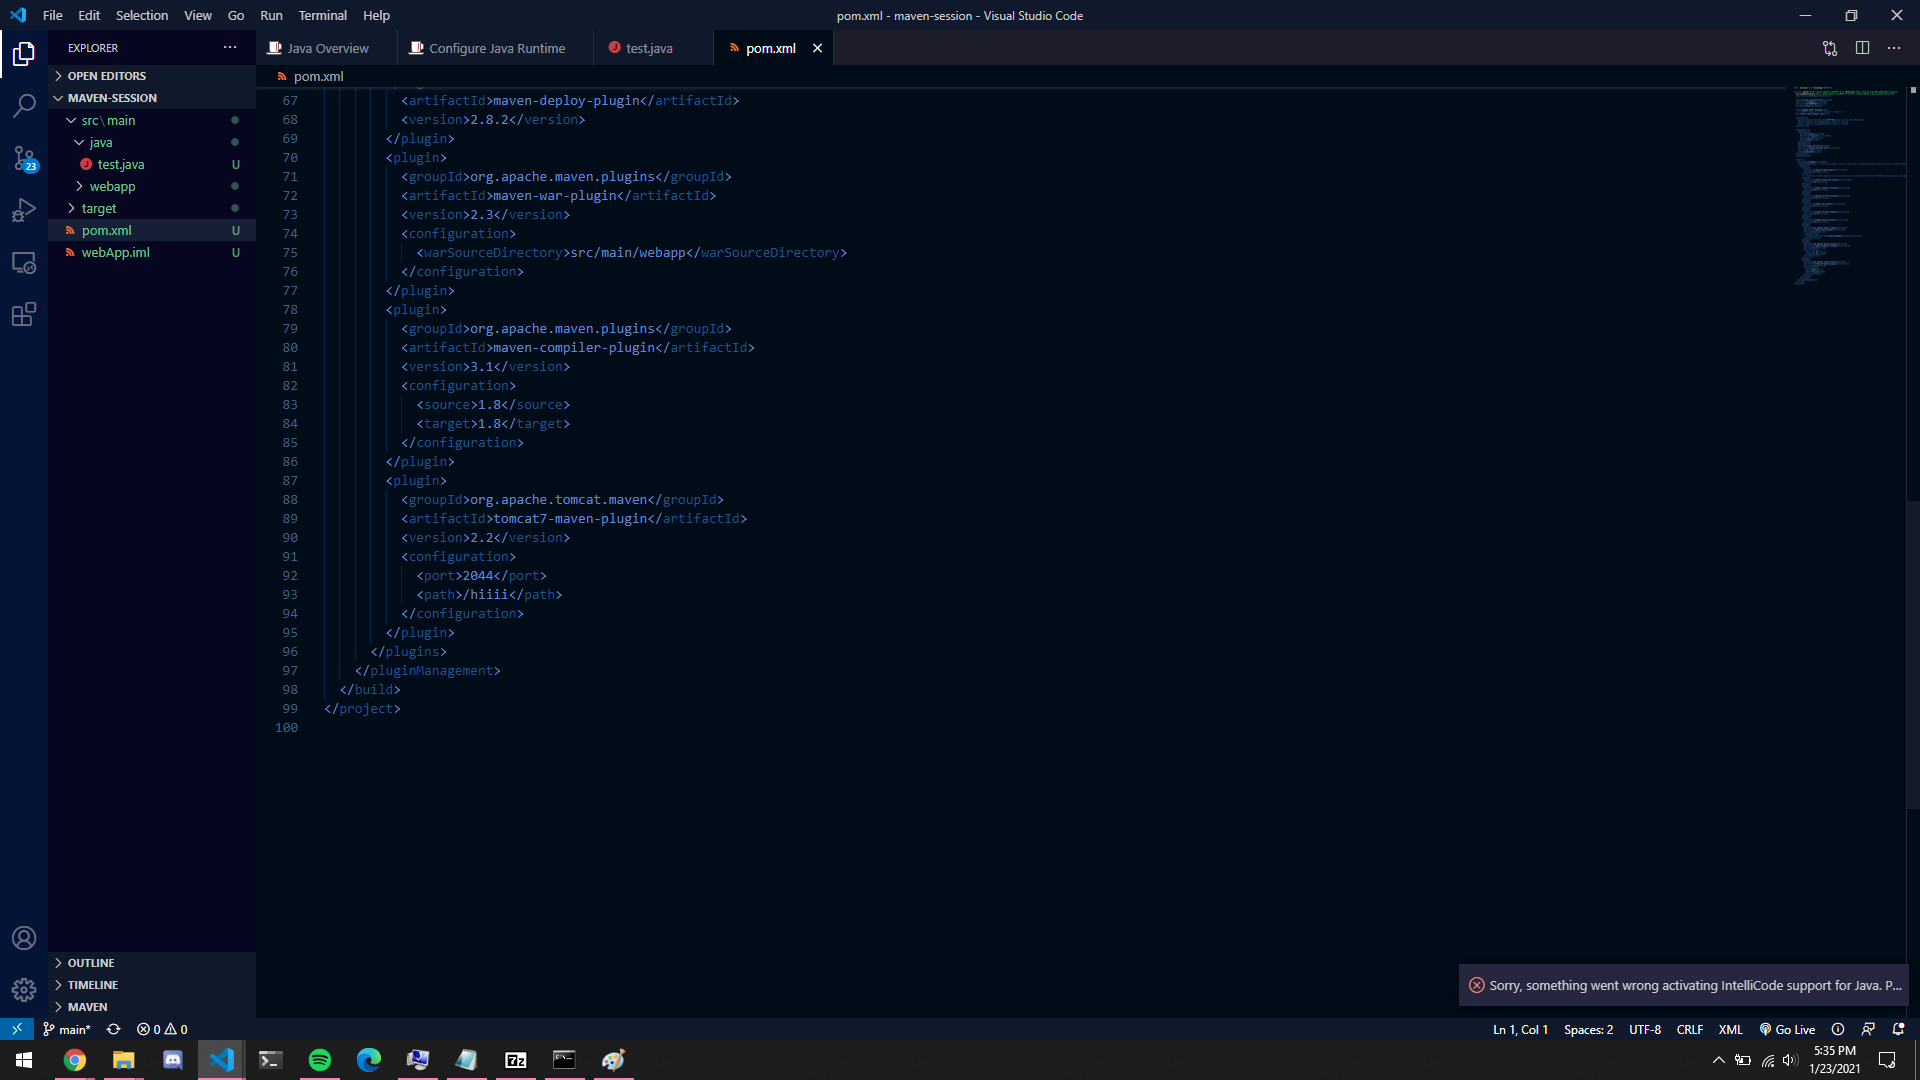 File Edit Selection View Go Run Terminal Help
pom.xml - maven-session - Visual Studio Code
EXPLORER
Java Overview
Configure Java Runtime
test.java
pom.xml
OPEN EDITORS
MAVEN-SESSION
src\main
java
test.java U
webapp
target
pom.xml U
webApp.iml U
23
pom.xml
67 <artifactId>maven-deploy-plugin</artifactId>
68 <version>2.8.2</version>
69 </plugin>
70 <plugin>
71 <groupId>org.apache.maven.plugins</groupId>
72 <artifactId>maven-war-plugin</artifactId>
73 <version>2.3</version>
74 <configuration>
75 <warSourceDirectory>src/main/webapp</warSourceDirectory>
76 </configuration>
77 </plugin>
78 <plugin>
79 <groupId>org.apache.maven.plugins</groupId>
80 <artifactId>maven-compiler-plugin</artifactId>
81 <version>3.1</version>
82 <configuration>
83 <source>1.8</source>
84 <target>1.8</target>
85 </configuration>
86 </plugin>
87 <plugin>
88 <groupId>org.apache.tomcat.maven</groupId>
89 <artifactId>tomcat7-maven-plugin</artifactId>
90 <version>2.2</version>
91 <configuration>
92 <port>2044</port>
93 <path>/hiiii</path>
94 </configuration>
95 </plugin>
96 </plugins>
97 </pluginManagement>
98 </build>
99 </project>
100
OUTLINE
TIMELINE
MAVEN
Sorry, something went wrong activating IntelliCode support for Java. P...
main* 0 0
Ln 1, Col 1 Spaces: 2 UTF-8 CRLF XML Go Live
7z
5:35 PM
1/23/2021